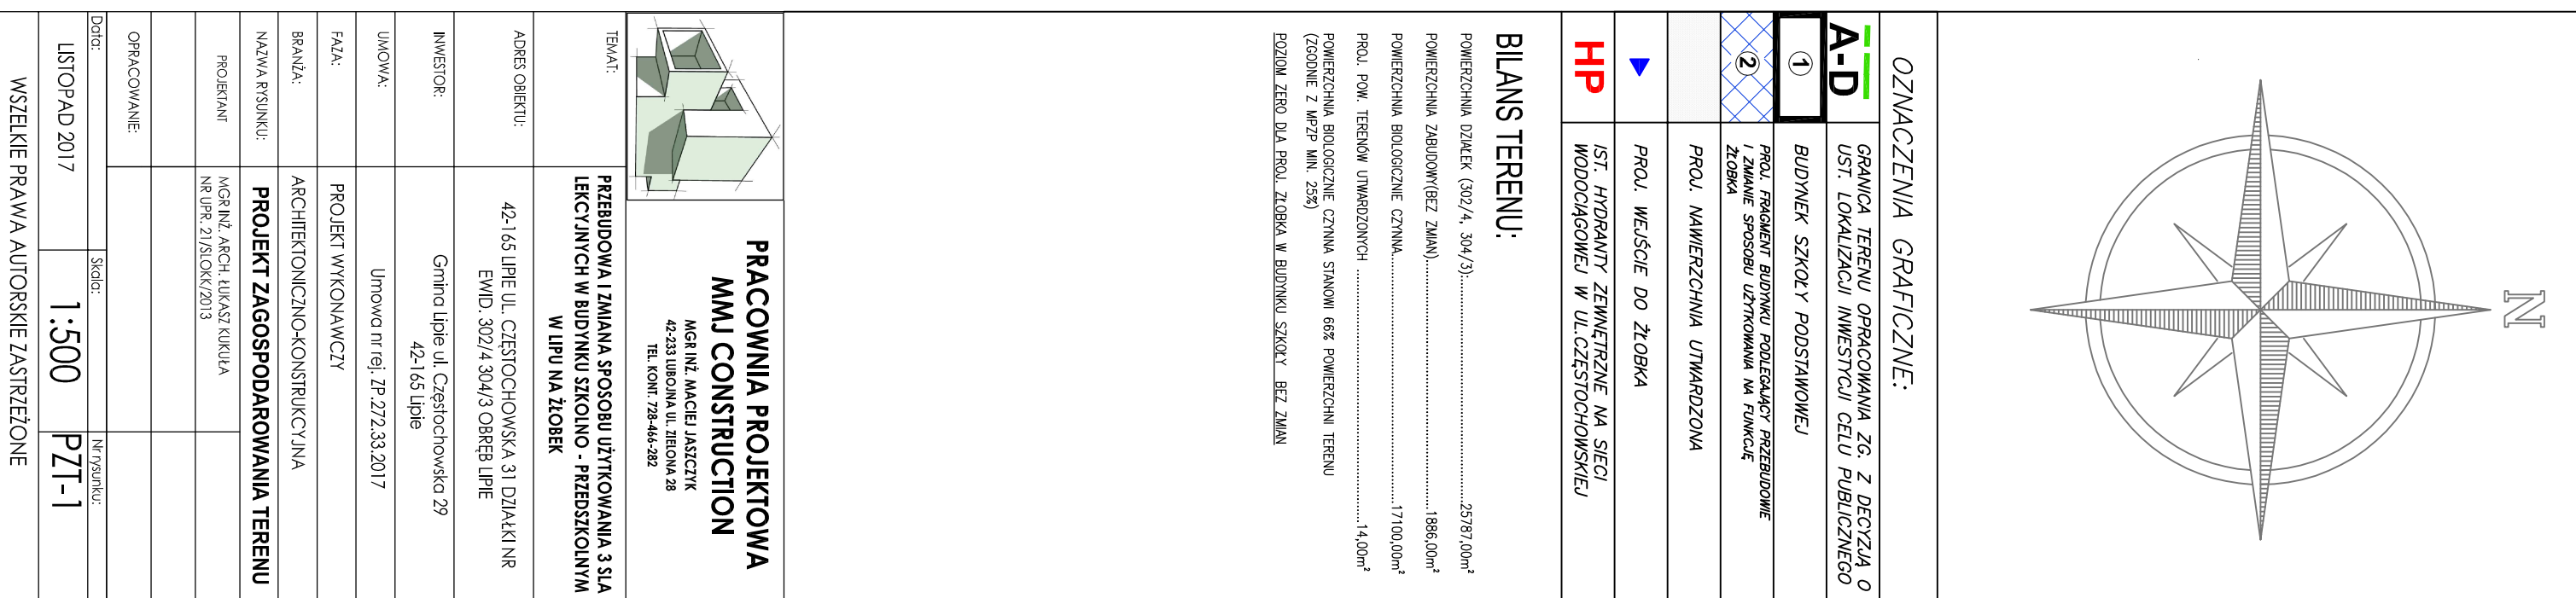 N
OZNACZENIA GRAFICZNE:
A-D
GRANICA TERENU OPRACOWANIA ZG. Z DECYZJĄ O
UST. LOKALIZACJI INWESTYCJI CELU PUBLICZNEGO
1
BUDYNEK SZKOŁY PODSTAWOWEJ
2
PROJ. FRAGMENT BUDYNKU PODLEGAJĄCY PRZEBUDOWIE
I ZMIANIE SPOSOBU UŻYTKOWANIA NA FUNKCJĘ
ŻŁOBKA
PROJ. NAWIERZCHNIA UTWARDZONA
PROJ. WEJŚCIE DO ŻŁOBKA
HP
IST. HYDRANTY ZEWNĘTRZNE NA SIECI
WODOCIĄGOWEJ W UL.CZĘSTOCHOWSKIEJ
BILANS TERENU:
POWIERZCHNIA DZIAŁEK (302/4, 304/3):...............................................25787,00m²
POWIERZCHNIA ZABUDOWY(BEZ ZMIAN)...................................................1886,00m²
POWIERZCHNIA BIOLOGICZNIE CZYNNA...................................................17100,00m²
PROJ. POW. TERENÓW UTWARDZONYCH ...................................................14,00m²
POWIERZCHNIA BIOLOGICZNIE CZYNNA STANOWI 66% POWIERZCHNI TERENU
(ZGODNIE Z MPZP MIN. 25%)
POZIOM ZERO DLA PROJ. ŻŁOBKA W BUDYNKU SZKOŁY BEZ ZMIAN
PRACOWNIA PROJEKTOWA
MMJ CONSTRUCTION
MGR INŻ. MACIEJ JASZCZYK
42-233 LUBOJNA UL. ZIELONA 28
TEL. KONT. 728-466-282
TEMAT:
PRZEBUDOWA I ZMIANA SPOSOBU UŻYTKOWANIA 3 SLA
LEKCYJNYCH W BUDYNKU SZKOLNO - PRZEDSZKOLNYM
W LIPIU NA ŻŁOBEK
ADRES OBIEKTU:
42-165 LIPIE UL. CZĘSTOCHOWSKA 31 DZIAŁKI NR
EWID. 302/4 304/3 OBRĘB LIPIE
INWESTOR:
Gmina Lipie ul. Częstochowska 29
42-165 Lipie
UMOWA:
Umowa nr rej. ZP.272.33.2017
FAZA:
PROJEKT WYKONAWCZY
BRANŻA:
ARCHITEKTONICZNO-KONSTRUKCYJNA
NAZWA RYSUNKU:
PROJEKT ZAGOSPODAROWANIA TERENU
PROJEKTANT
MGR INŻ. ARCH. ŁUKASZ KUKUŁA
NR UPR. 21/SLOKK/2013
OPRACOWANIE:
Data:
LISTOPAD 2017
Skala:
1:500
Nr rysunku:
PZT-1
WSZELKIE PRAWA AUTORSKIE ZASTRZEŻONE